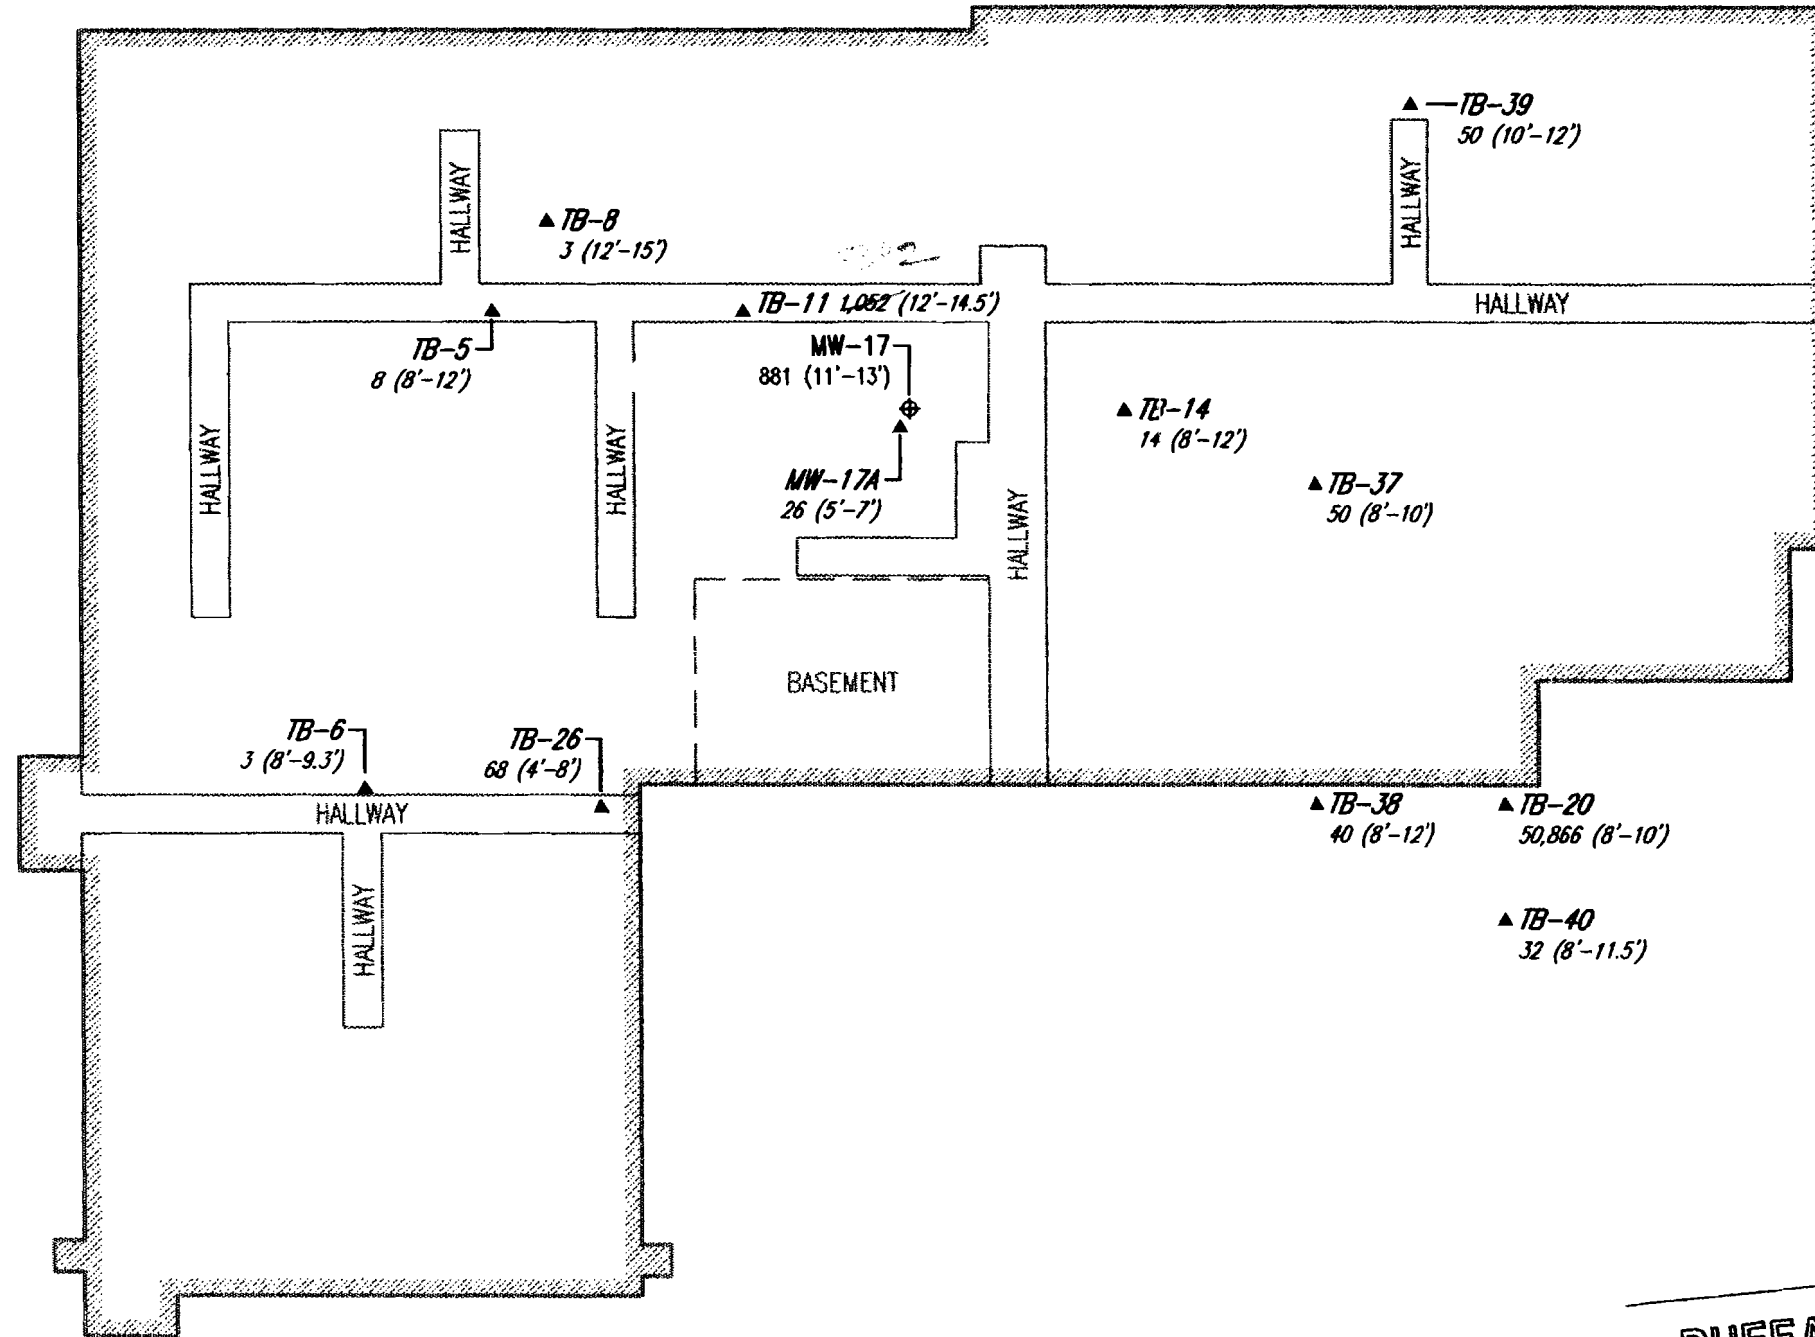 TB-39
50 (10'-12')
HALLWAY
HALLWAY
TB-8
3 (12'-15')
TB-11 1,052 (12'-14.5')
HALLWAY
TB-5
8 (8'-12')
MW-17
881 (11'-13')
TB-14
14 (8'-12')
HALLWAY
HALLWAY
MW-17A
26 (5'-7')
TB-37
50 (8'-10')
HALLWAY
BASEMENT
TB-6
3 (8'-9.3')
TB-26
68 (4'-8')
HALLWAY
TB-38
40 (8'-12')
TB-20
50,866 (8'-10')
HALLWAY
TB-40
32 (8'-11.5')